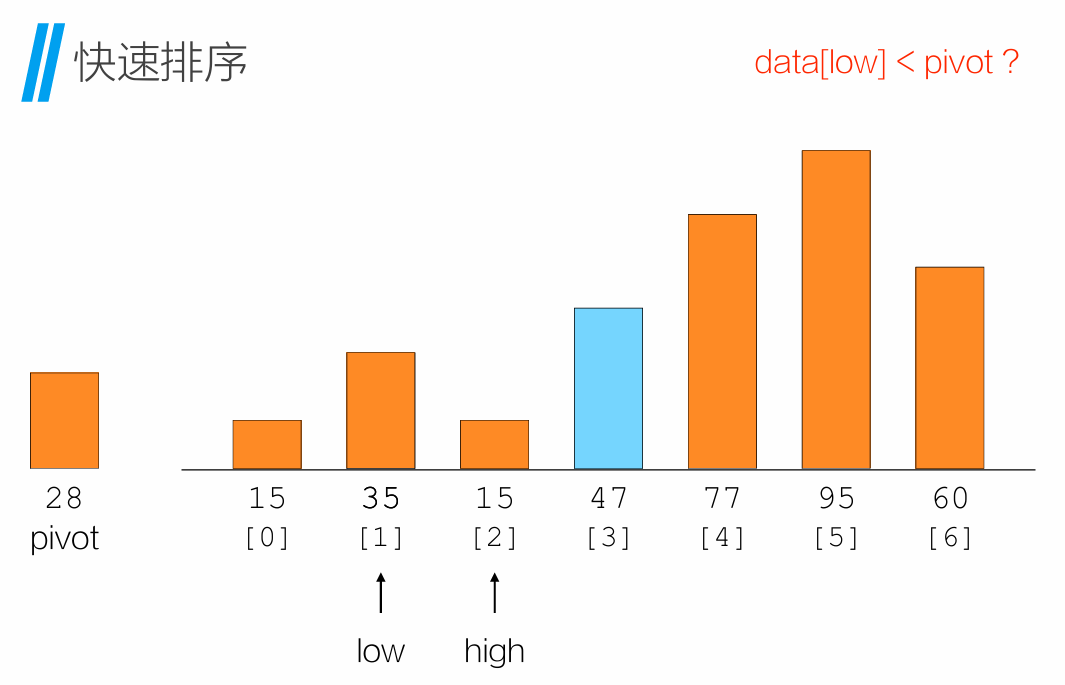 快速排序
data[low] < pivot ?
28 15 35 15 47 77 95 60
pivot [0] [1] [2] [3] [4] [5] [6]
low high